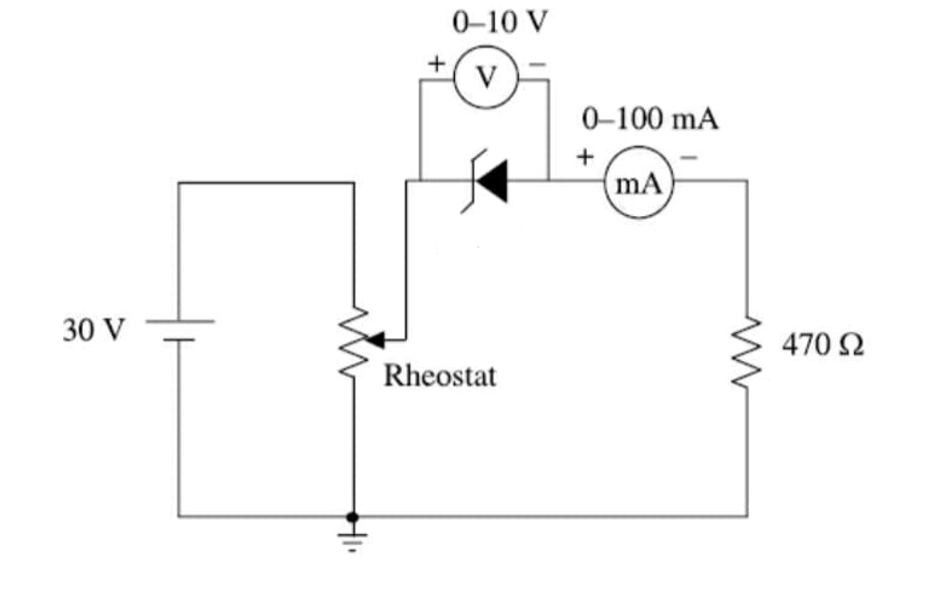 0–10 V
+ V –
0–100 mA
+ mA –
30 V
470 Ω
Rheostat